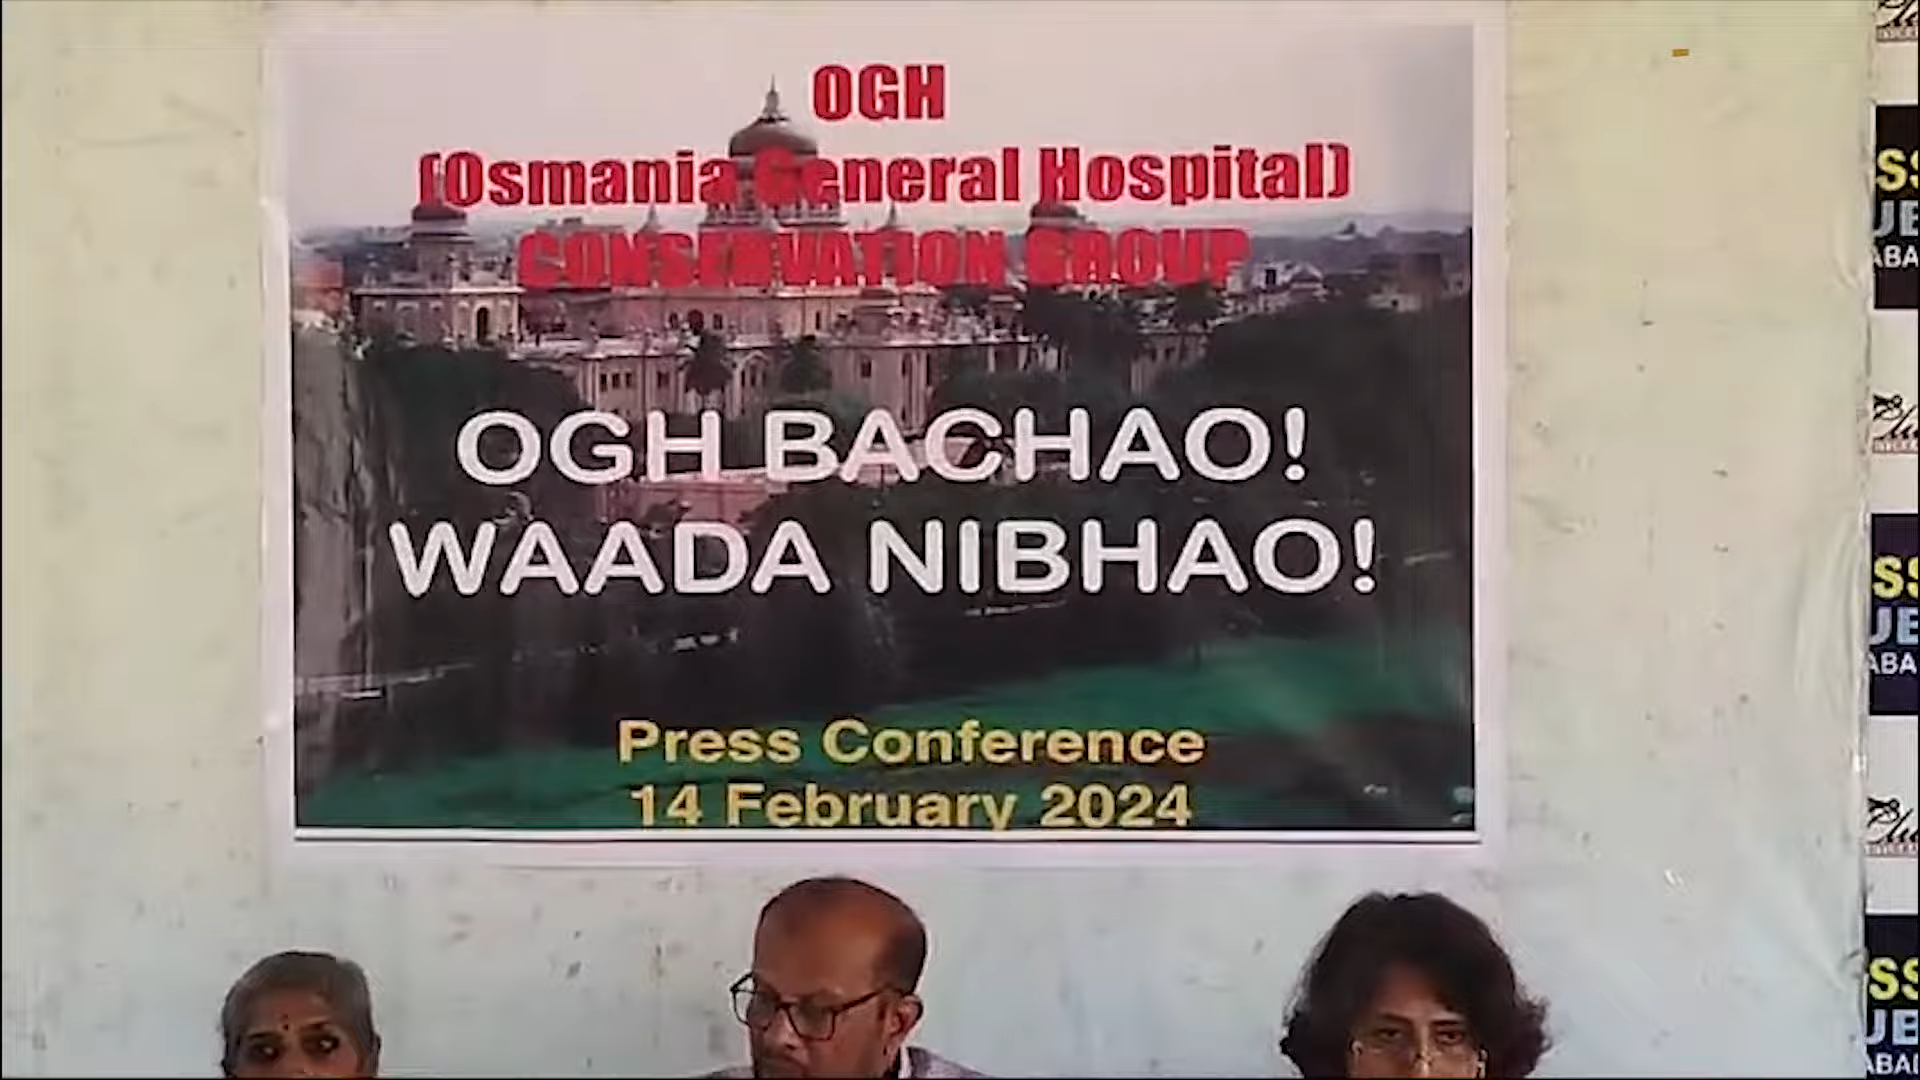 OGH
(Osmania General Hospital)
CONSERVATION GROUP
OGH BACHAO!
WAADA NIBHAO!
Press Conference
14 February 2024